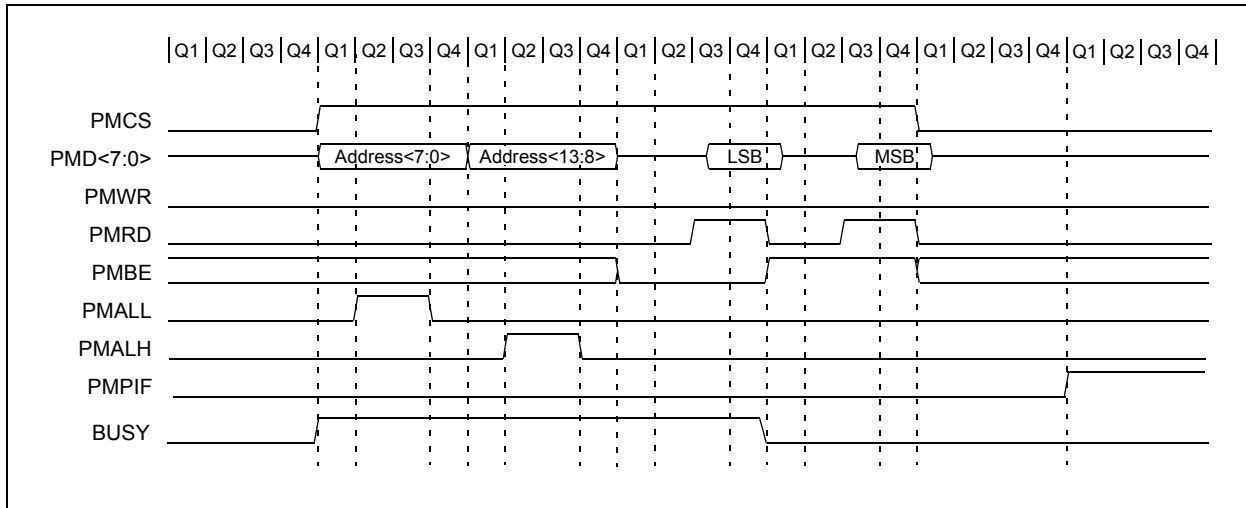 Q1 Q2 Q3 Q4 Q1 Q2 Q3 Q4 Q1 Q2 Q3 Q4 Q1 Q2 Q3 Q4 Q1 Q2 Q3 Q4 Q1 Q2 Q3 Q4 Q1 Q2 Q3 Q4
PMCS
PMD<7:0> Address<7:0> Address<13:8> LSB MSB
PMWR
PMRD
PMBE
PMALL
PMALH
PMPIF
BUSY